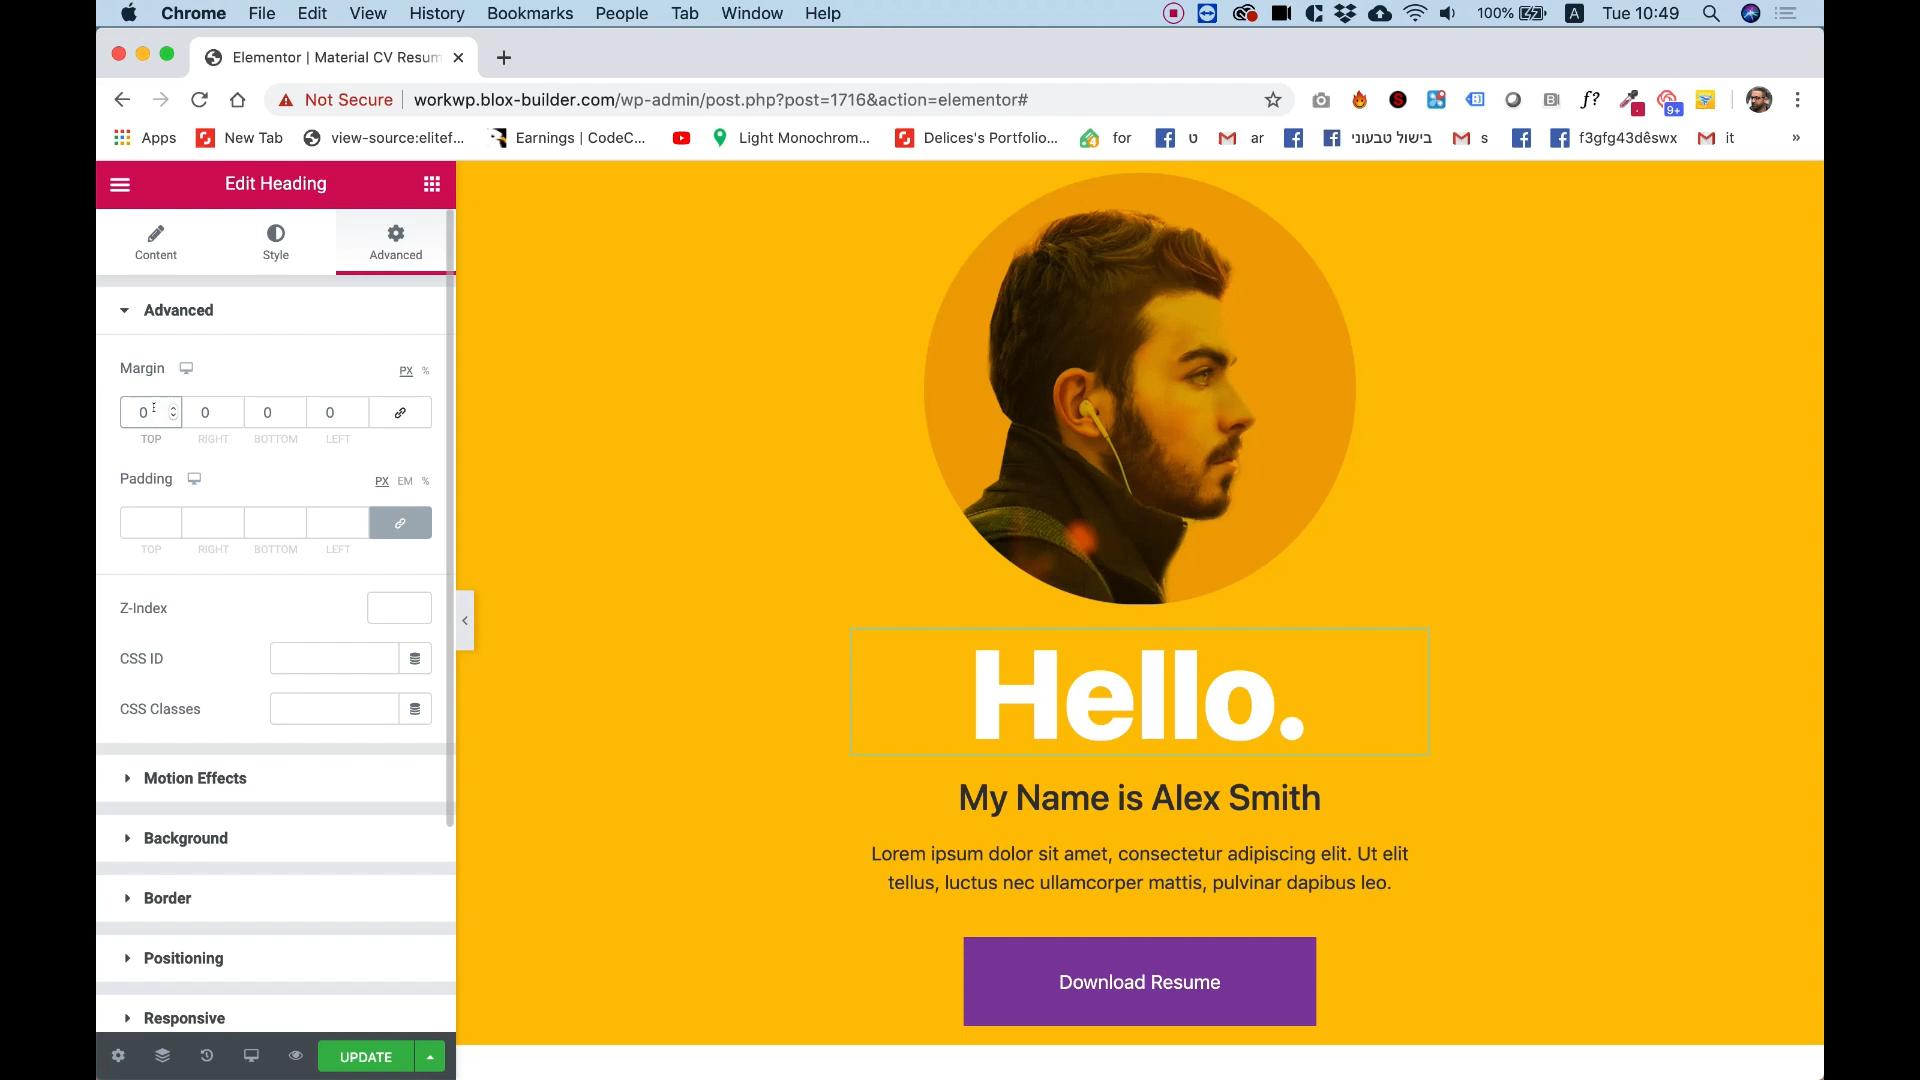 Chrome File Edit View History Bookmarks People Tab Window Help 100% A Tue 10:49
Elementor | Material CV Resum
Not Secure workwp.blox-builder.com/wp-admin/post.php?post=1716&action=elementor# f? 9+
Apps New Tab view-source:elitef... Earnings | CodeC... Light Monochrom... Delices's Portfolio... for ט ar בישול טבעוני s f3gfg43dêswx it »
Edit Heading
Content Style Advanced
Advanced
Margin PX %
0 0 0 0
TOP RIGHT BOTTOM LEFT
Padding PX EM %
TOP RIGHT BOTTOM LEFT
Z-Index
CSS ID
CSS Classes
Motion Effects
Background
Border
Positioning
Responsive
UPDATE
Hello.
My Name is Alex Smith
Lorem ipsum dolor sit amet, consectetur adipiscing elit. Ut elit
tellus, luctus nec ullamcorper mattis, pulvinar dapibus leo.
Download Resume